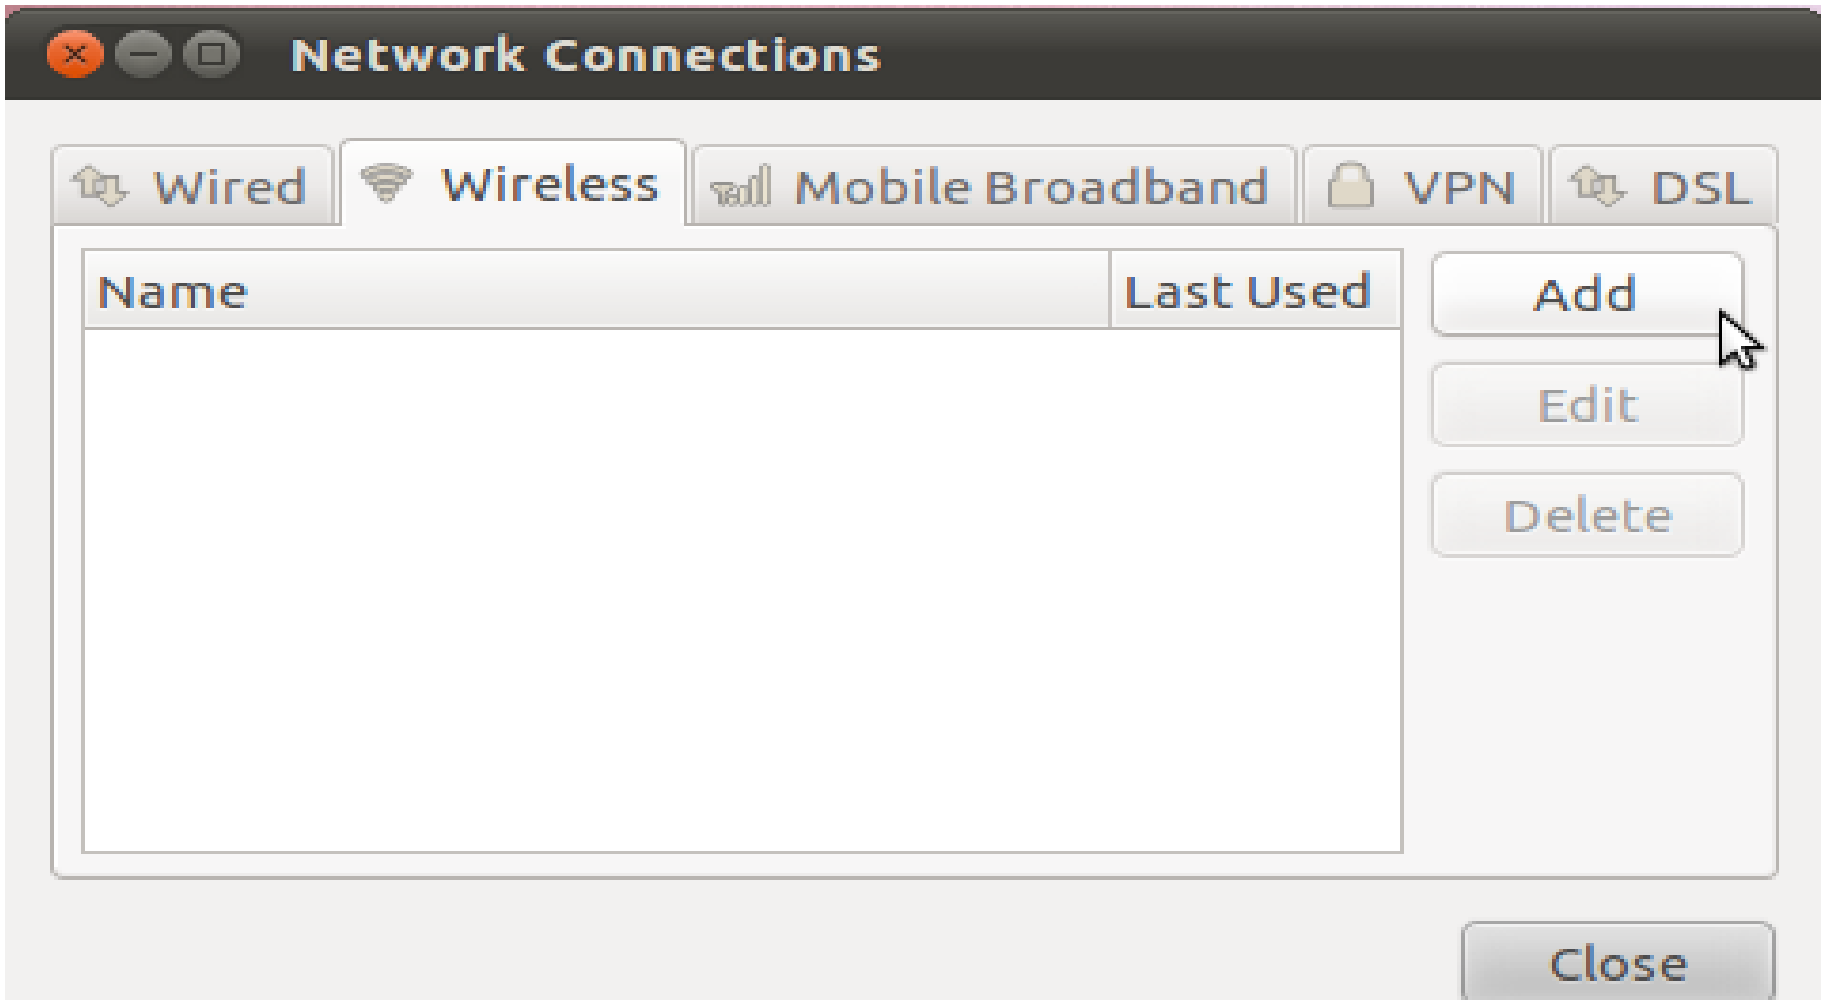 Network Connections
Wired Wireless Mobile Broadband VPN DSL
Name Last Used
Add
Edit
Delete
Close